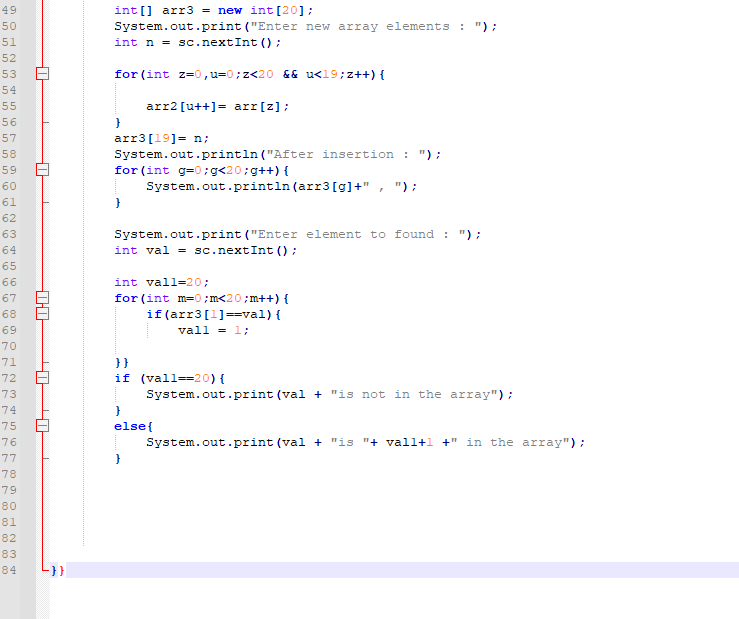 49 int[] arr3 = new int[20];
50 System.out.print("Enter new array elements : ");
51 int n = sc.nextInt();
52
53 for(int z=0,u=0;z<20 && u<19;z++){
54
55 arr2[u++]= arr[z];
56 }
57 arr3[19]= n;
58 System.out.println("After insertion : ");
59 for(int g=0;g<20;g++){
60 System.out.println(arr3[g]+" , ");
61 }
62
63 System.out.print("Enter element to found : ");
64 int val = sc.nextInt();
65
66 int val1=20;
67 for(int m=0;m<20;m++){
68 if(arr3[1]==val){
69 val1 = 1;
70
71 }}
72 if (val1==20){
73 System.out.print(val + "is not in the array");
74 }
75 else{
76 System.out.print(val + "is "+ val1+1 +" in the array");
77 }
78
79
80
81
82
83
84 }}